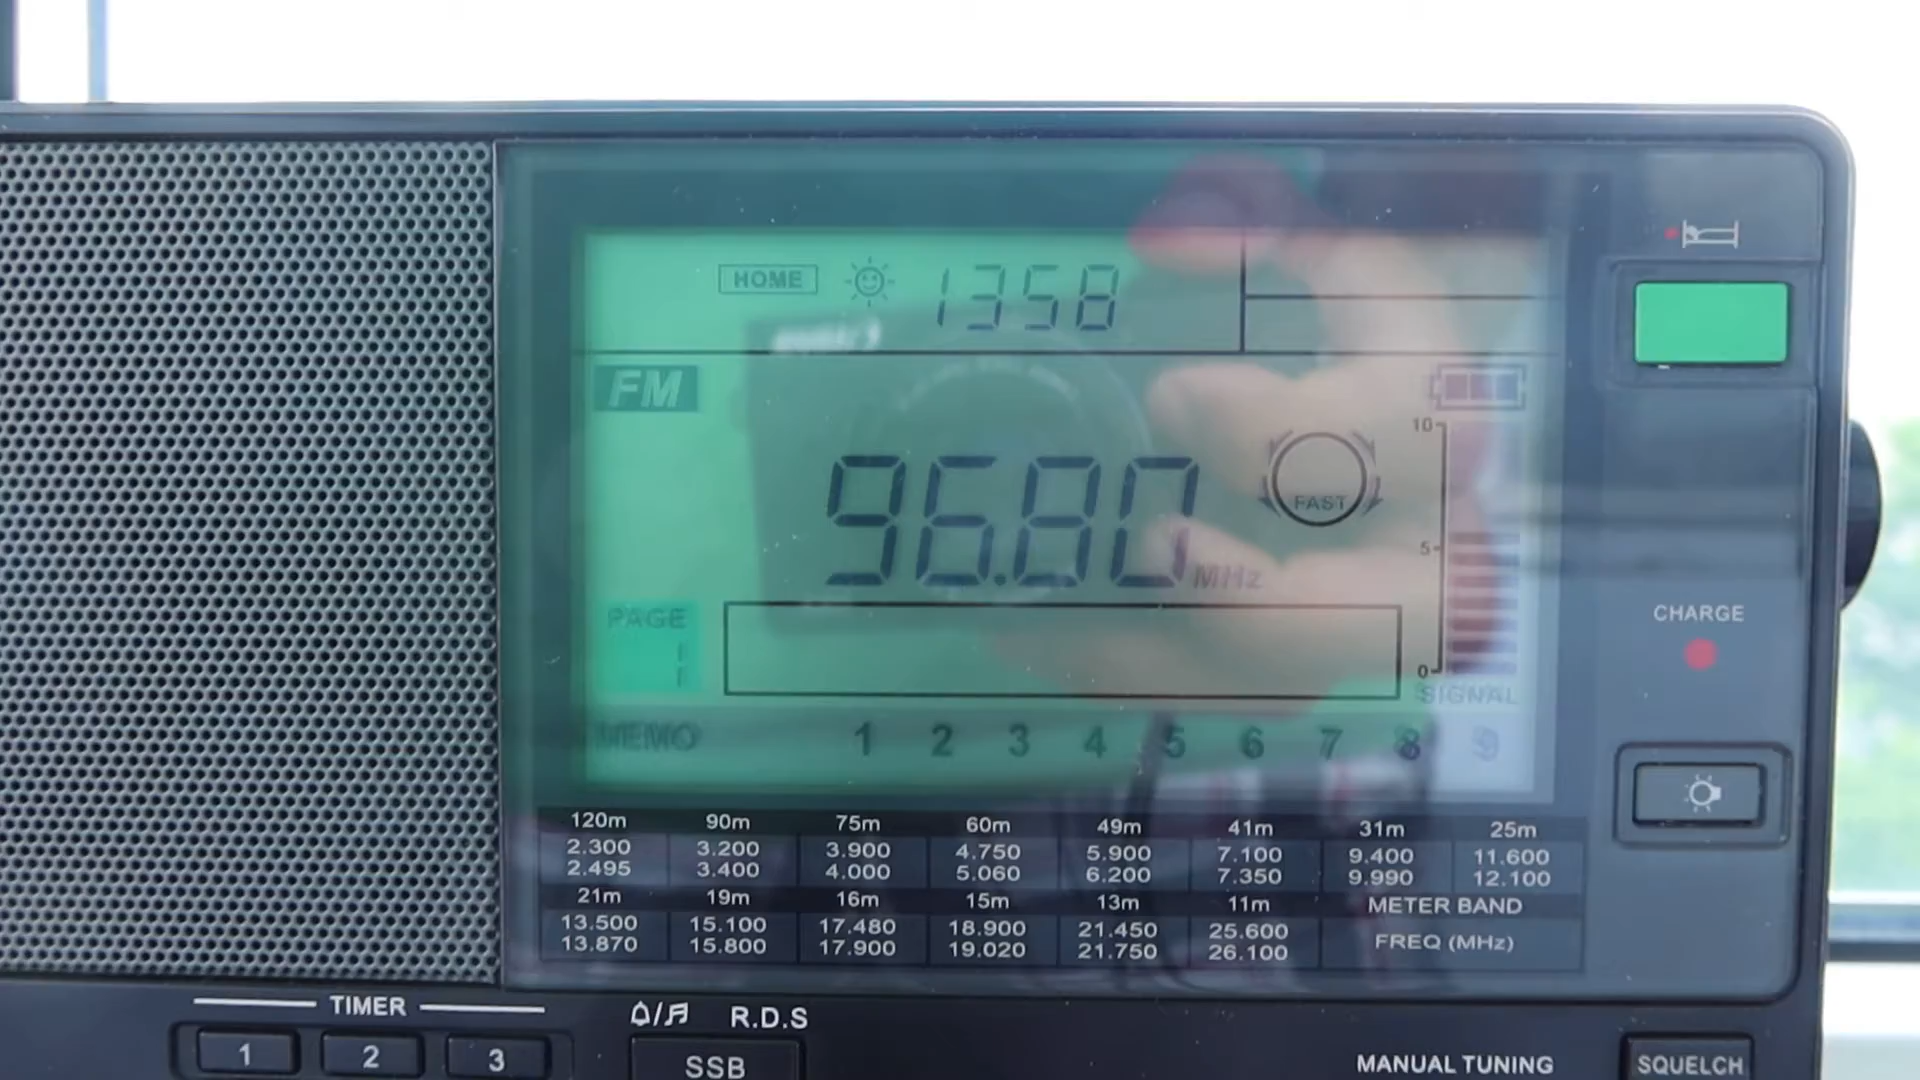 HOME 1358
FM
96.80 MHz
FAST
10
5
0
SIGNAL
PAGE
1
1
MEMO 1 2 3 4 5 6 7 8 9
CHARGE
120m 90m 75m 60m 49m 41m 31m 25m
2.300 3.200 3.900 4.750 5.900 7.100 9.400 11.600
2.495 3.400 4.000 5.060 6.200 7.350 9.990 12.100
21m 19m 16m 15m 13m 11m METER BAND
13.500 15.100 17.480 18.900 21.450 25.600 FREQ (MHz)
13.870 15.800 17.900 19.020 21.750 26.100
TIMER
1 2 3
R.D.S
SSB
MANUAL TUNING
SQUELCH